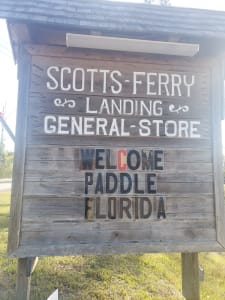 SCOTTS-FERRY
LANDING
GENERAL-STORE
WELCOME
PADDLE
FLORIDA